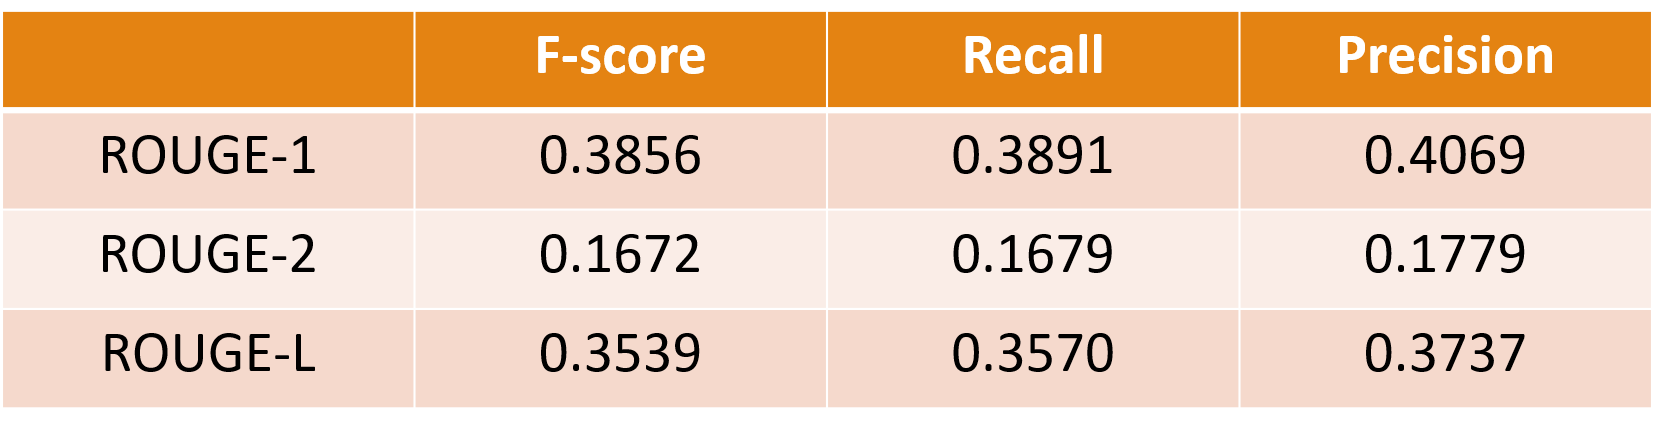 F-score Recall Precision
ROUGE-1 0.3856 0.3891 0.4069
ROUGE-2 0.1672 0.1679 0.1779
ROUGE-L 0.3539 0.3570 0.3737